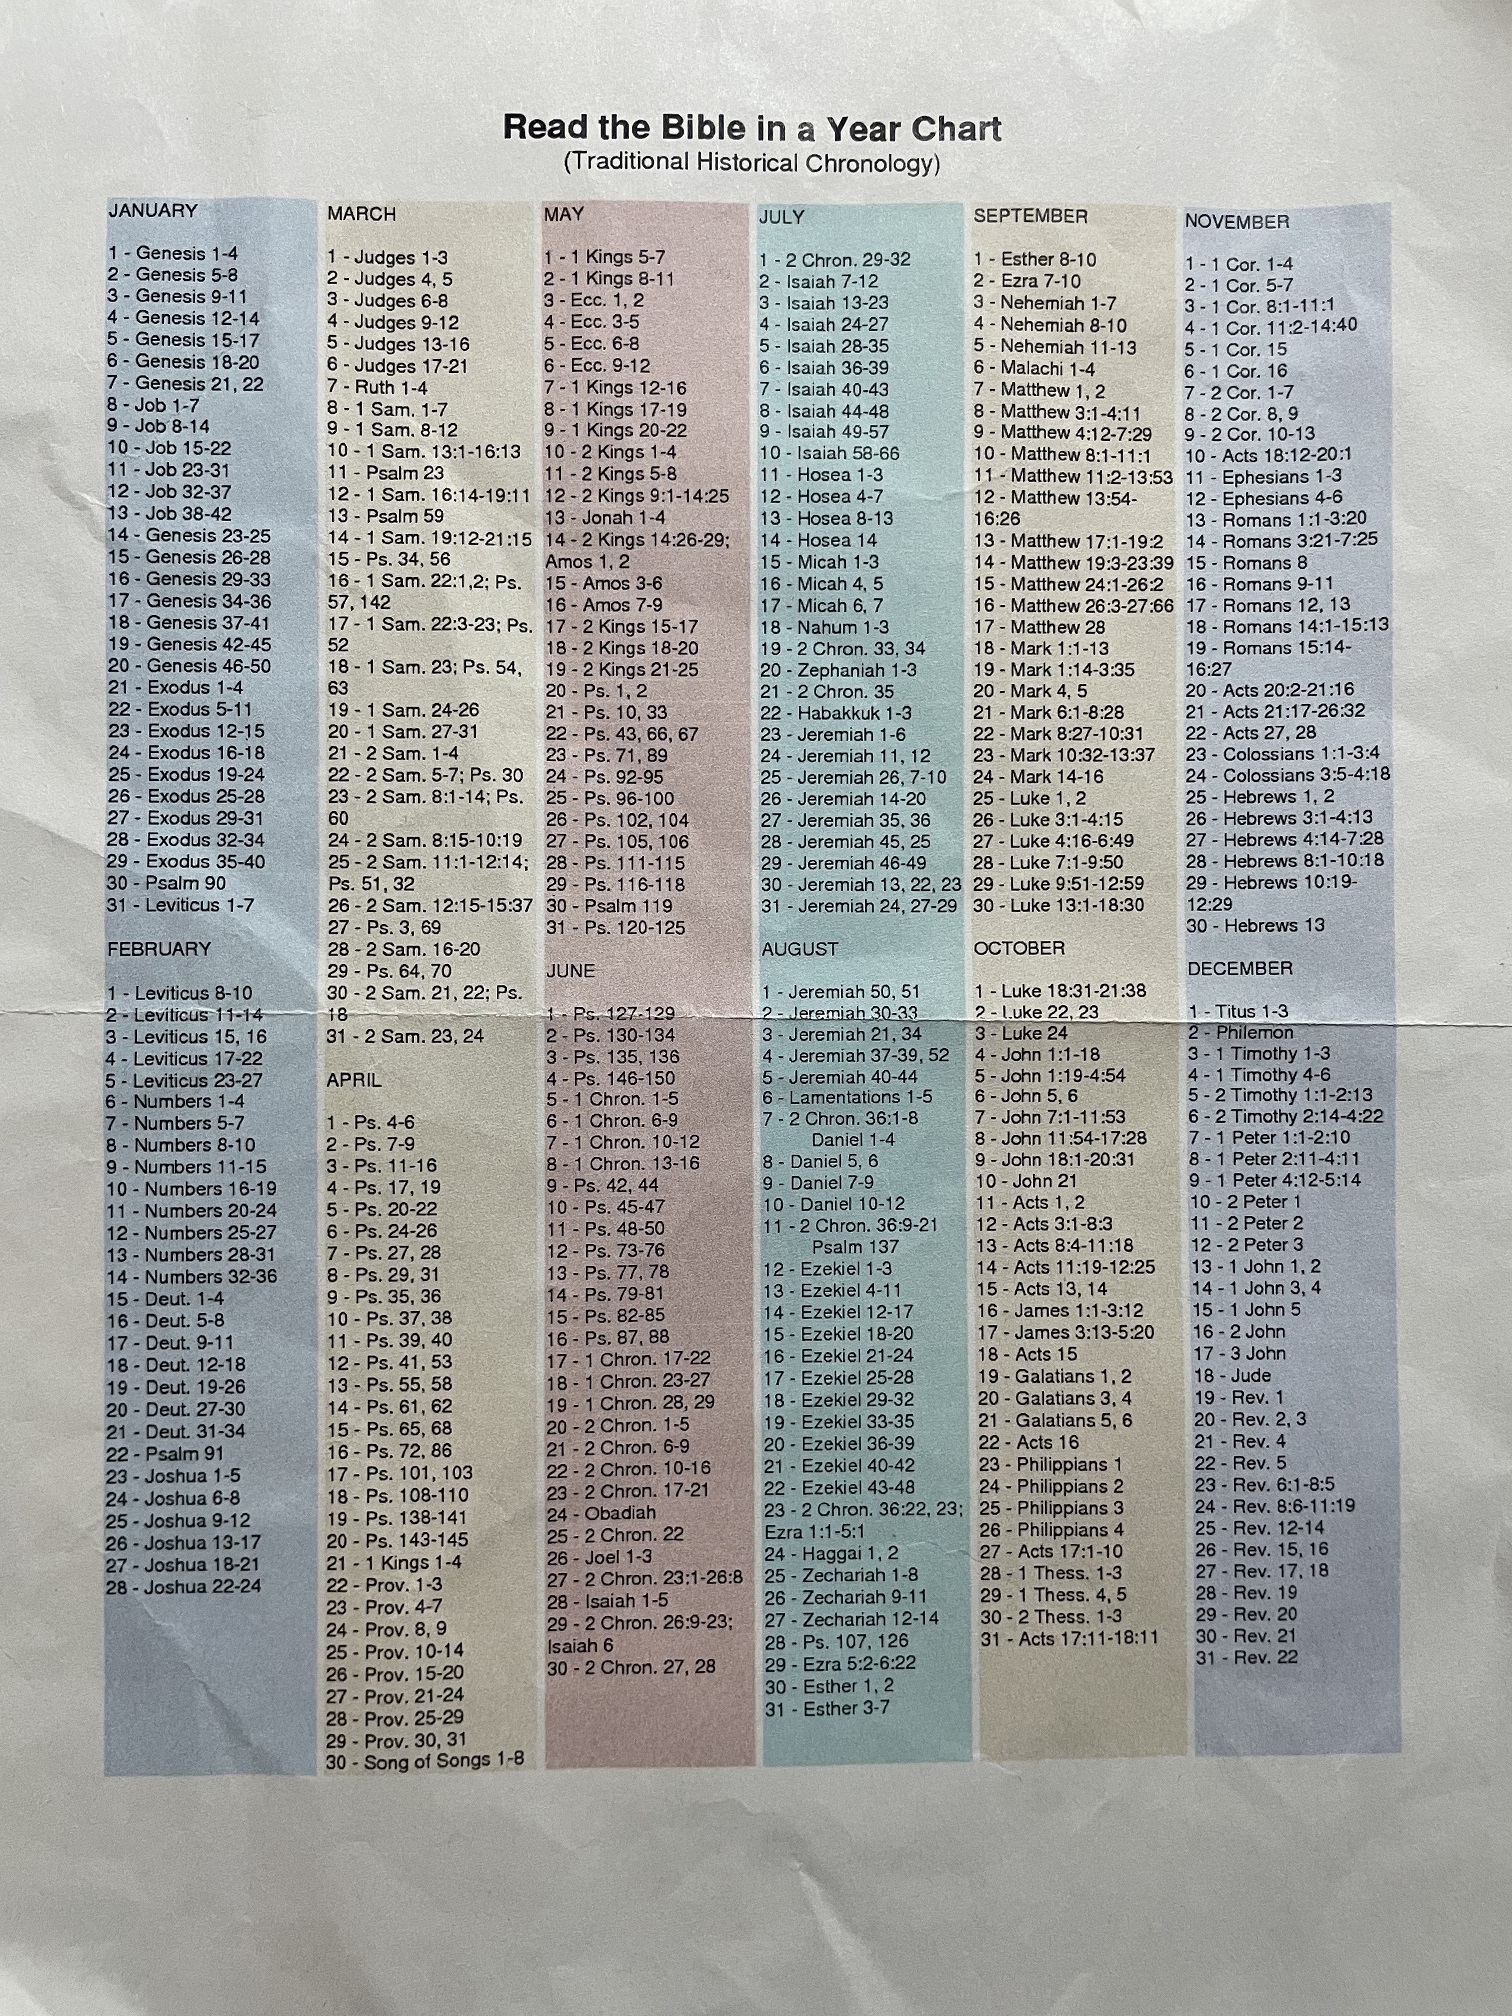 Read the Bible in a Year Chart
(Traditional Historical Chronology)
JANUARY
1 - Genesis 1-4
2 - Genesis 5-8
3 - Genesis 9-11
4 - Genesis 12-14
5 - Genesis 15-17
6 - Genesis 18-20
7 - Genesis 21, 22
8 - Job 1-7
9 - Job 8-14
10 - Job 15-22
11 - Job 23-31
12 - Job 32-37
13 - Job 38-42
14 - Genesis 23-25
15 - Genesis 26-28
16 - Genesis 29-33
17 - Genesis 34-36
18 - Genesis 37-41
19 - Genesis 42-45
20 - Genesis 46-50
21 - Exodus 1-4
22 - Exodus 5-11
23 - Exodus 12-15
24 - Exodus 16-18
25 - Exodus 19-24
26 - Exodus 25-28
27 - Exodus 29-31
28 - Exodus 32-34
29 - Exodus 35-40
30 - Psalm 90
31 - Leviticus 1-7
FEBRUARY
1 - Leviticus 8-10
2 - Leviticus 11-14
3 - Leviticus 15, 16
4 - Leviticus 17-22
5 - Leviticus 23-27
6 - Numbers 1-4
7 - Numbers 5-7
8 - Numbers 8-10
9 - Numbers 11-15
10 - Numbers 16-19
11 - Numbers 20-24
12 - Numbers 25-27
13 - Numbers 28-31
14 - Numbers 32-36
15 - Deut. 1-4
16 - Deut. 5-8
17 - Deut. 9-11
18 - Deut. 12-18
19 - Deut. 19-26
20 - Deut. 27-30
21 - Deut. 31-34
22 - Psalm 91
23 - Joshua 1-5
24 - Joshua 6-8
25 - Joshua 9-12
26 - Joshua 13-17
27 - Joshua 18-21
28 - Joshua 22-24
MARCH
1 - Judges 1-3
2 - Judges 4, 5
3 - Judges 6-8
4 - Judges 9-12
5 - Judges 13-16
6 - Judges 17-21
7 - Ruth 1-4
8 - 1 Sam. 1-7
9 - 1 Sam. 8-12
10 - 1 Sam. 13:1-16:13
11 - Psalm 23
12 - 1 Sam. 16:14-19:11
13 - Psalm 59
14 - 1 Sam. 19:12-21:15
15 - Ps. 34, 56
16 - 1 Sam. 22:1,2; Ps.
57, 142
17 - 1 Sam. 22:3-23; Ps.
52
18 - 1 Sam. 23; Ps. 54,
63
19 - 1 Sam. 24-26
20 - 1 Sam. 27-31
21 - 2 Sam. 1-4
22 - 2 Sam. 5-7; Ps. 30
23 - 2 Sam. 8:1-14; Ps.
60
24 - 2 Sam. 8:15-10:19
25 - 2 Sam. 11:1-12:14;
Ps. 51, 32
26 - 2 Sam. 12:15-15:37
27 - Ps. 3, 69
28 - 2 Sam. 16-20
29 - Ps. 64, 70
30 - 2 Sam. 21, 22; Ps.
18
31 - 2 Sam. 23, 24
APRIL
1 - Ps. 4-6
2 - Ps. 7-9
3 - Ps. 11-16
4 - Ps. 17, 19
5 - Ps. 20-22
6 - Ps. 24-26
7 - Ps. 27, 28
8 - Ps. 29, 31
9 - Ps. 35, 36
10 - Ps. 37, 38
11 - Ps. 39, 40
12 - Ps. 41, 53
13 - Ps. 55, 58
14 - Ps. 61, 62
15 - Ps. 65, 68
16 - Ps. 72, 86
17 - Ps. 101, 103
18 - Ps. 108-110
19 - Ps. 138-141
20 - Ps. 143-145
21 - 1 Kings 1-4
22 - Prov. 1-3
23 - Prov. 4-7
24 - Prov. 8, 9
25 - Prov. 10-14
26 - Prov. 15-20
27 - Prov. 21-24
28 - Prov. 25-29
29 - Prov. 30, 31
30 - Song of Songs 1-8
MAY
1 - 1 Kings 5-7
2 - 1 Kings 8-11
3 - Ecc. 1, 2
4 - Ecc. 3-5
5 - Ecc. 6-8
6 - Ecc. 9-12
7 - 1 Kings 12-16
8 - 1 Kings 17-19
9 - 1 Kings 20-22
10 - 2 Kings 1-4
11 - 2 Kings 5-8
12 - 2 Kings 9:1-14:25
13 - Jonah 1-4
14 - 2 Kings 14:26-29;
Amos 1, 2
15 - Amos 3-6
16 - Amos 7-9
17 - 2 Kings 15-17
18 - 2 Kings 18-20
19 - 2 Kings 21-25
20 - Ps. 1, 2
21 - Ps. 10, 33
22 - Ps. 43, 66, 67
23 - Ps. 71, 89
24 - Ps. 92-95
25 - Ps. 96-100
26 - Ps. 102, 104
27 - Ps. 105, 106
28 - Ps. 111-115
29 - Ps. 116-118
30 - Psalm 119
31 - Ps. 120-125
JUNE
1 - Ps. 127-129
2 - Ps. 130-134
3 - Ps. 135, 136
4 - Ps. 146-150
5 - 1 Chron. 1-5
6 - 1 Chron. 6-9
7 - 1 Chron. 10-12
8 - 1 Chron. 13-16
9 - Ps. 42, 44
10 - Ps. 45-47
11 - Ps. 48-50
12 - Ps. 73-76
13 - Ps. 77, 78
14 - Ps. 79-81
15 - Ps. 82-85
16 - Ps. 87, 88
17 - 1 Chron. 17-22
18 - 1 Chron. 23-27
19 - 1 Chron. 28, 29
20 - 2 Chron. 1-5
21 - 2 Chron. 6-9
22 - 2 Chron. 10-16
23 - 2 Chron. 17-21
24 - Obadiah
25 - 2 Chron. 22
26 - Joel 1-3
27 - 2 Chron. 23:1-26:8
28 - Isaiah 1-5
29 - 2 Chron. 26:9-23;
Isaiah 6
30 - 2 Chron. 27, 28
JULY
1 - 2 Chron. 29-32
2 - Isaiah 7-12
3 - Isaiah 13-23
4 - Isaiah 24-27
5 - Isaiah 28-35
6 - Isaiah 36-39
7 - Isaiah 40-43
8 - Isaiah 44-48
9 - Isaiah 49-57
10 - Isaiah 58-66
11 - Hosea 1-3
12 - Hosea 4-7
13 - Hosea 8-13
14 - Hosea 14
15 - Micah 1-3
16 - Micah 4, 5
17 - Micah 6, 7
18 - Nahum 1-3
19 - 2 Chron. 33, 34
20 - Zephaniah 1-3
21 - 2 Chron. 35
22 - Habakkuk 1-3
23 - Jeremiah 1-6
24 - Jeremiah 11, 12
25 - Jeremiah 26, 7-10
26 - Jeremiah 14-20
27 - Jeremiah 35, 36
28 - Jeremiah 45, 25
29 - Jeremiah 46-49
30 - Jeremiah 13, 22, 23
31 - Jeremiah 24, 27-29
AUGUST
1 - Jeremiah 50, 51
2 - Jeremiah 30-33
3 - Jeremiah 21, 34
4 - Jeremiah 37-39, 52
5 - Jeremiah 40-44
6 - Lamentations 1-5
7 - 2 Chron. 36:1-8
Daniel 1-4
8 - Daniel 5, 6
9 - Daniel 7-9
10 - Daniel 10-12
11 - 2 Chron. 36:9-21
Psalm 137
12 - Ezekiel 1-3
13 - Ezekiel 4-11
14 - Ezekiel 12-17
15 - Ezekiel 18-20
16 - Ezekiel 21-24
17 - Ezekiel 25-28
18 - Ezekiel 29-32
19 - Ezekiel 33-35
20 - Ezekiel 36-39
21 - Ezekiel 40-42
22 - Ezekiel 43-48
23 - 2 Chron. 36:22, 23;
Ezra 1:1-5:1
24 - Haggai 1, 2
25 - Zechariah 1-8
26 - Zechariah 9-11
27 - Zechariah 12-14
28 - Ps. 107, 126
29 - Ezra 5:2-6:22
30 - Esther 1, 2
31 - Esther 3-7
SEPTEMBER
1 - Esther 8-10
2 - Ezra 7-10
3 - Nehemiah 1-7
4 - Nehemiah 8-10
5 - Nehemiah 11-13
6 - Malachi 1-4
7 - Matthew 1, 2
8 - Matthew 3:1-4:11
9 - Matthew 4:12-7:29
10 - Matthew 8:1-11:1
11 - Matthew 11:2-13:53
12 - Matthew 13:54-
16:26
13 - Matthew 17:1-19:2
14 - Matthew 19:3-23:39
15 - Matthew 24:1-26:2
16 - Matthew 26:3-27:66
17 - Matthew 28
18 - Mark 1:1-13
19 - Mark 1:14-3:35
20 - Mark 4, 5
21 - Mark 6:1-8:28
22 - Mark 8:27-10:31
23 - Mark 10:32-13:37
24 - Mark 14-16
25 - Luke 1, 2
26 - Luke 3:1-4:15
27 - Luke 4:16-6:49
28 - Luke 7:1-9:50
29 - Luke 9:51-12:59
30 - Luke 13:1-18:30
OCTOBER
1 - Luke 18:31-21:38
2 - Luke 22, 23
3 - Luke 24
4 - John 1:1-18
5 - John 1:19-4:54
6 - John 5, 6
7 - John 7:1-11:53
8 - John 11:54-17:28
9 - John 18:1-20:31
10 - John 21
11 - Acts 1, 2
12 - Acts 3:1-8:3
13 - Acts 8:4-11:18
14 - Acts 11:19-12:25
15 - Acts 13, 14
16 - James 1:1-3:12
17 - James 3:13-5:20
18 - Acts 15
19 - Galatians 1, 2
20 - Galatians 3, 4
21 - Galatians 5, 6
22 - Acts 16
23 - Philippians 1
24 - Philippians 2
25 - Philippians 3
26 - Philippians 4
27 - Acts 17:1-10
28 - 1 Thess. 1-3
29 - 1 Thess. 4, 5
30 - 2 Thess. 1-3
31 - Acts 17:11-18:11
NOVEMBER
1 - 1 Cor. 1-4
2 - 1 Cor. 5-7
3 - 1 Cor. 8:1-11:1
4 - 1 Cor. 11:2-14:40
5 - 1 Cor. 15
6 - 1 Cor. 16
7 - 2 Cor. 1-7
8 - 2 Cor. 8, 9
9 - 2 Cor. 10-13
10 - Acts 18:12-20:1
11 - Ephesians 1-3
12 - Ephesians 4-6
13 - Romans 1:1-3:20
14 - Romans 3:21-7:25
15 - Romans 8
16 - Romans 9-11
17 - Romans 12, 13
18 - Romans 14:1-15:13
19 - Romans 15:14-
16:27
20 - Acts 20:2-21:16
21 - Acts 21:17-26:32
22 - Acts 27, 28
23 - Colossians 1:1-3:4
24 - Colossians 3:5-4:18
25 - Hebrews 1, 2
26 - Hebrews 3:1-4:13
27 - Hebrews 4:14-7:28
28 - Hebrews 8:1-10:18
29 - Hebrews 10:19-
12:29
30 - Hebrews 13
DECEMBER
1 - Titus 1-3
2 - Philemon
3 - 1 Timothy 1-3
4 - 1 Timothy 4-6
5 - 2 Timothy 1:1-2:13
6 - 2 Timothy 2:14-4:22
7 - 1 Peter 1:1-2:10
8 - 1 Peter 2:11-4:11
9 - 1 Peter 4:12-5:14
10 - 2 Peter 1
11 - 2 Peter 2
12 - 2 Peter 3
13 - 1 John 1, 2
14 - 1 John 3, 4
15 - 1 John 5
16 - 2 John
17 - 3 John
18 - Jude
19 - Rev. 1
20 - Rev. 2, 3
21 - Rev. 4
22 - Rev. 5
23 - Rev. 6:1-8:5
24 - Rev. 8:6-11:19
25 - Rev. 12-14
26 - Rev. 15, 16
27 - Rev. 17, 18
28 - Rev. 19
29 - Rev. 20
30 - Rev. 21
31 - Rev. 22